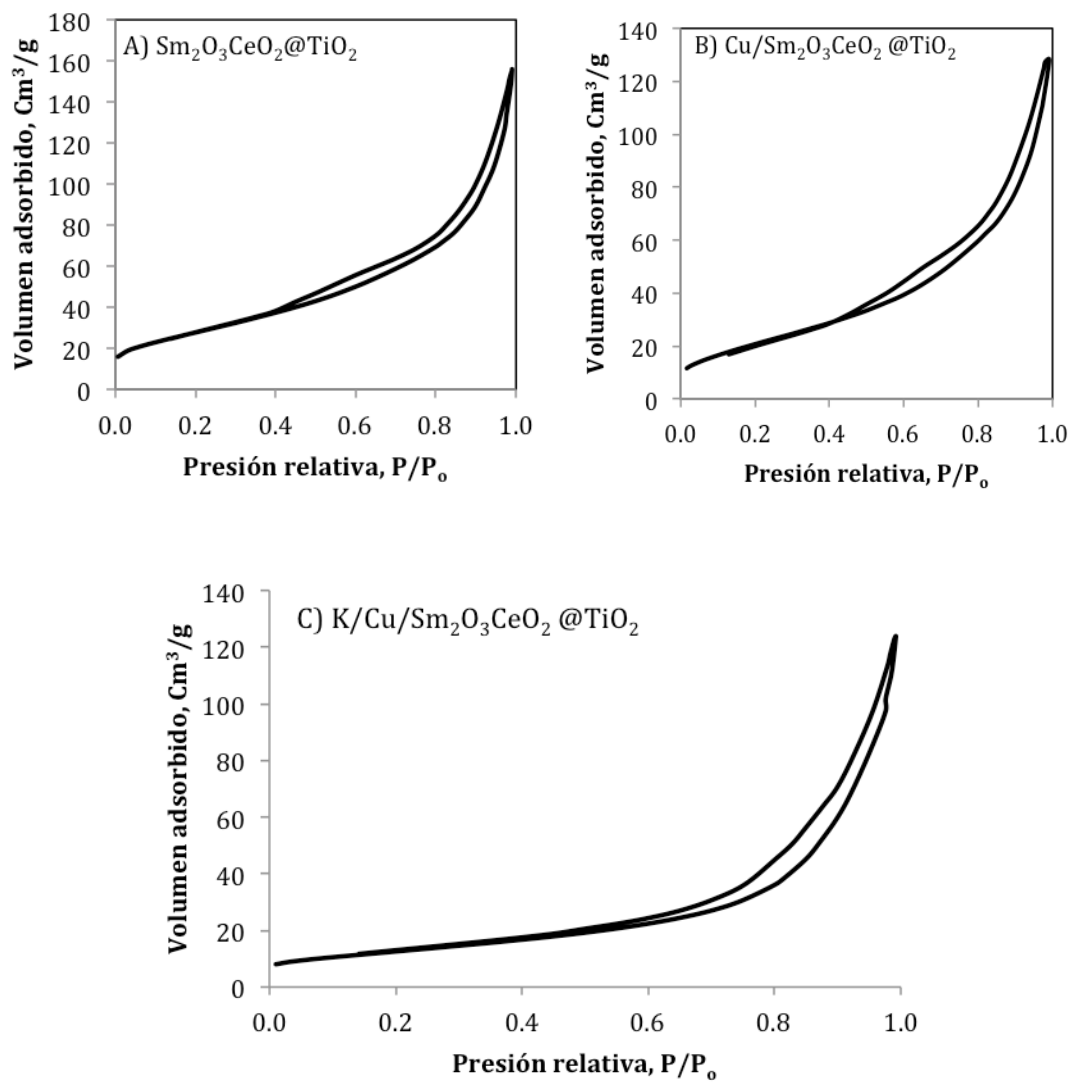 A) Sm₂O₃CeO₂@TiO₂
Volumen adsorbido, Cm³/g
180
160
140
120
100
80
60
40
20
0
0.0 0.2 0.4 0.6 0.8 1.0
Presión relativa, P/Pₒ
B) Cu/Sm₂O₃CeO₂ @TiO₂
Volumen adsorbido, Cm³/g
140
120
100
80
60
40
20
0
0.0 0.2 0.4 0.6 0.8 1.0
Presión relativa, P/Pₒ
C) K/Cu/Sm₂O₃CeO₂ @TiO₂
Volumen adsorbido, Cm³/g
140
120
100
80
60
40
20
0
0.0 0.2 0.4 0.6 0.8 1.0
Presión relativa, P/Pₒ